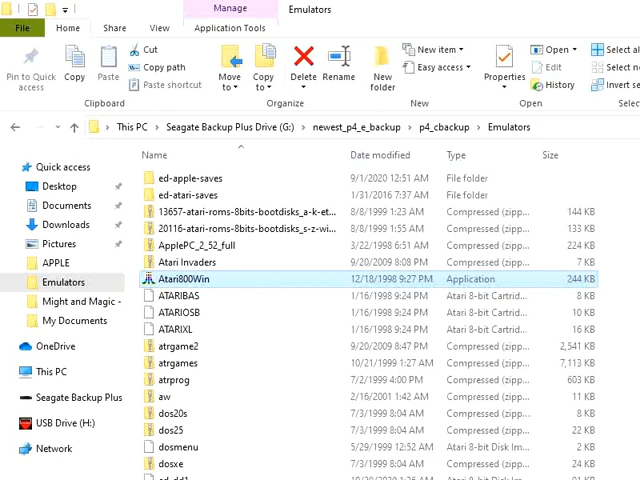 Manage
Emulators
File
Home
Share
View
Application Tools
Pin to Quick access
Copy
Paste
Cut
Copy path
Paste shortcut
Clipboard
Move to
Copy to
Delete
Rename
Organize
New folder
New item
Easy access
New
Properties
Open
Edit
History
Open
Select al
Select no
Invert se
Select
This PC > Seagate Backup Plus Drive (G:) > newest_p4_e_backup > p4_cbackup > Emulators
Quick access
Desktop
Documents
Downloads
Pictures
APPLE
Emulators
Might and Magic -
My Documents
OneDrive
This PC
Seagate Backup Plus
USB Drive (H:)
Network
Name Date modified Type Size
ed-apple-saves 9/1/2020 12:51 AM File folder
ed-atari-saves 1/31/2016 7:37 AM File folder
13657-atari-roms-8bits-bootdisks_a-k-et... 8/8/1999 1:23 AM Compressed (zipp... 144 KB
20116-atari-roms-8bits-bootdisks_s-z-wi... 8/8/1999 1:55 AM Compressed (zipp... 133 KB
ApplePC_2_52_full 3/22/1998 6:51 AM Compressed (zipp... 224 KB
Atari Invaders 9/20/2009 8:08 PM Compressed (zipp... 7 KB
Atari800Win 12/18/1998 9:27 PM Application 244 KB
ATARIBAS 1/16/1998 9:24 PM Atari 8-bit Cartrid... 8 KB
ATARIOSB 1/16/1998 9:24 PM Atari 8-bit Cartrid... 10 KB
ATARIXL 1/16/1998 9:24 PM Atari 8-bit Cartrid... 16 KB
atrgame2 9/20/2009 8:47 PM Compressed (zipp... 2,541 KB
atrgames 10/21/1999 1:27 AM Compressed (zipp... 7,113 KB
atrprog 7/2/1999 4:00 PM Compressed (zipp... 603 KB
aw 2/16/2001 1:42 AM Compressed (zipp... 11 KB
dos20s 7/3/1999 8:04 AM Compressed (zipp... 8 KB
dos25 7/3/1999 8:04 AM Compressed (zipp... 22 KB
dosmenu 5/29/1999 12:52 AM Atari 8-bit Disk Im... 2 KB
dosxe 7/3/1999 8:04 AM Compressed (zipp... 24 KB